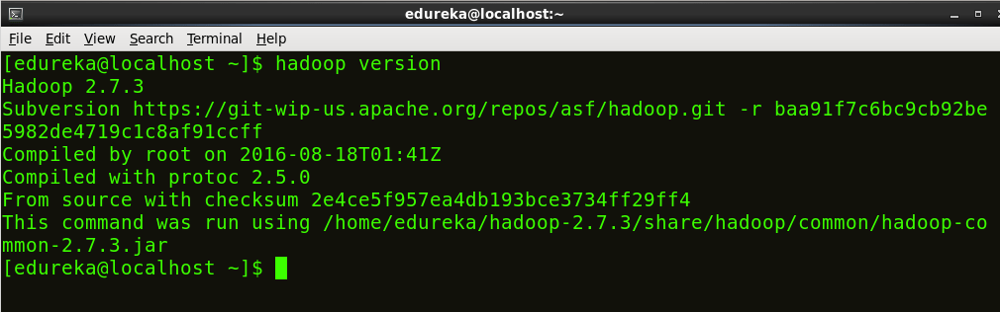 edureka@localhost:~
File Edit View Search Terminal Help
[edureka@localhost ~]$ hadoop version
Hadoop 2.7.3
Subversion https://git-wip-us.apache.org/repos/asf/hadoop.git -r baa91f7c6bc9cb92be
5982de4719c1c8af91ccff
Compiled by root on 2016-08-18T01:41Z
Compiled with protoc 2.5.0
From source with checksum 2e4ce5f957ea4db193bce3734ff29ff4
This command was run using /home/edureka/hadoop-2.7.3/share/hadoop/common/hadoop-co
mmon-2.7.3.jar
[edureka@localhost ~]$